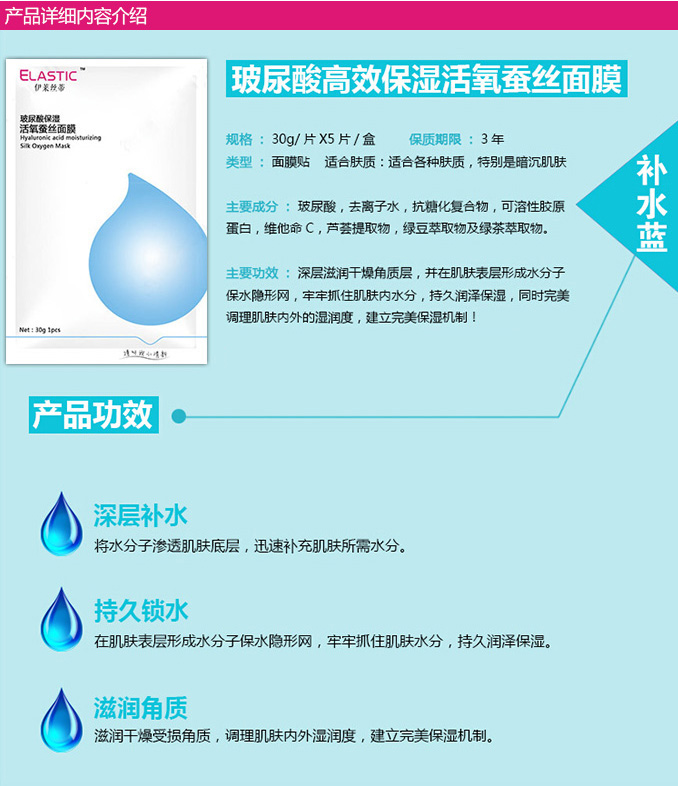 产品详细内容介绍
ELASTIC™
伊莱丝蒂
玻尿酸保湿
活氧蚕丝面膜
Hyaluronic acid moisturizing
Silk Oxygen Mask
Net : 30g 1pcs
玻尿酸高效保湿活氧蚕丝面膜
规格 : 30g/ 片 X5 片 / 盒 保质期限 : 3 年
类型 : 面膜贴 适合肤质 : 适合各种肤质，特别是暗沉肌肤
主要成分 : 玻尿酸，去离子水，抗糖化复合物，可溶性胶原
蛋白，维他命 C，芦荟提取物，绿豆萃取物及绿茶萃取物。
主要功效 : 深层滋润干燥角质层，并在肌肤表层形成水分子
保水隐形网，牢牢抓住肌肤内水分，持久润泽保湿，同时完美
调理肌肤内外的湿润度，建立完美保湿机制！
补水蓝
产品功效
深层补水
将水分子渗透肌肤底层，迅速补充肌肤所需水分。
持久锁水
在肌肤表层形成水分子保水隐形网，牢牢抓住肌肤水分，持久润泽保湿。
滋润角质
滋润干燥受损角质，调理肌肤内外湿润度，建立完美保湿机制。